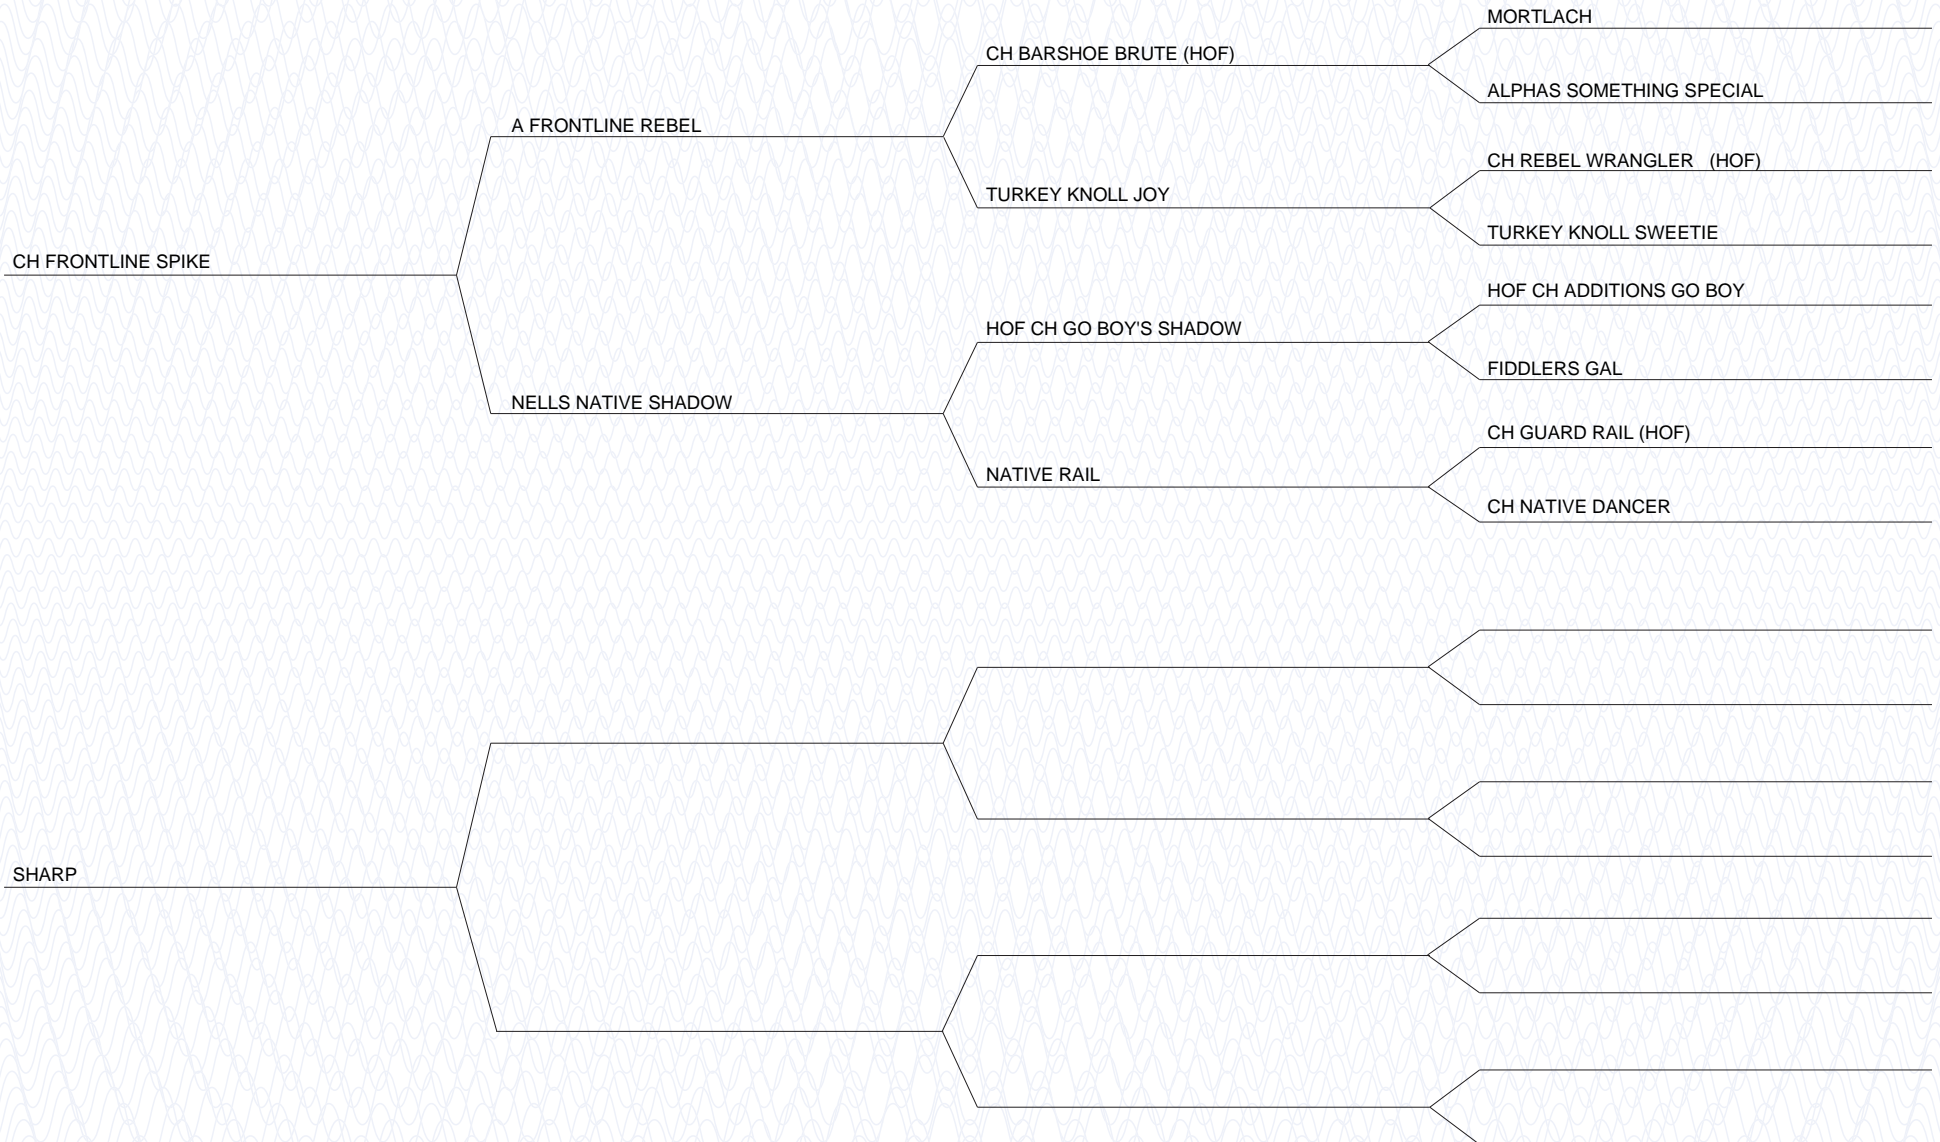 MORTLACH
CH BARSHOE BRUTE (HOF)
ALPHAS SOMETHING SPECIAL
A FRONTLINE REBEL
CH REBEL WRANGLER   (HOF)
TURKEY KNOLL JOY
TURKEY KNOLL SWEETIE
CH FRONTLINE SPIKE
HOF CH ADDITIONS GO BOY
HOF CH GO BOY'S SHADOW
FIDDLERS GAL
NELLS NATIVE SHADOW
CH GUARD RAIL (HOF)
NATIVE RAIL
CH NATIVE DANCER
SHARP